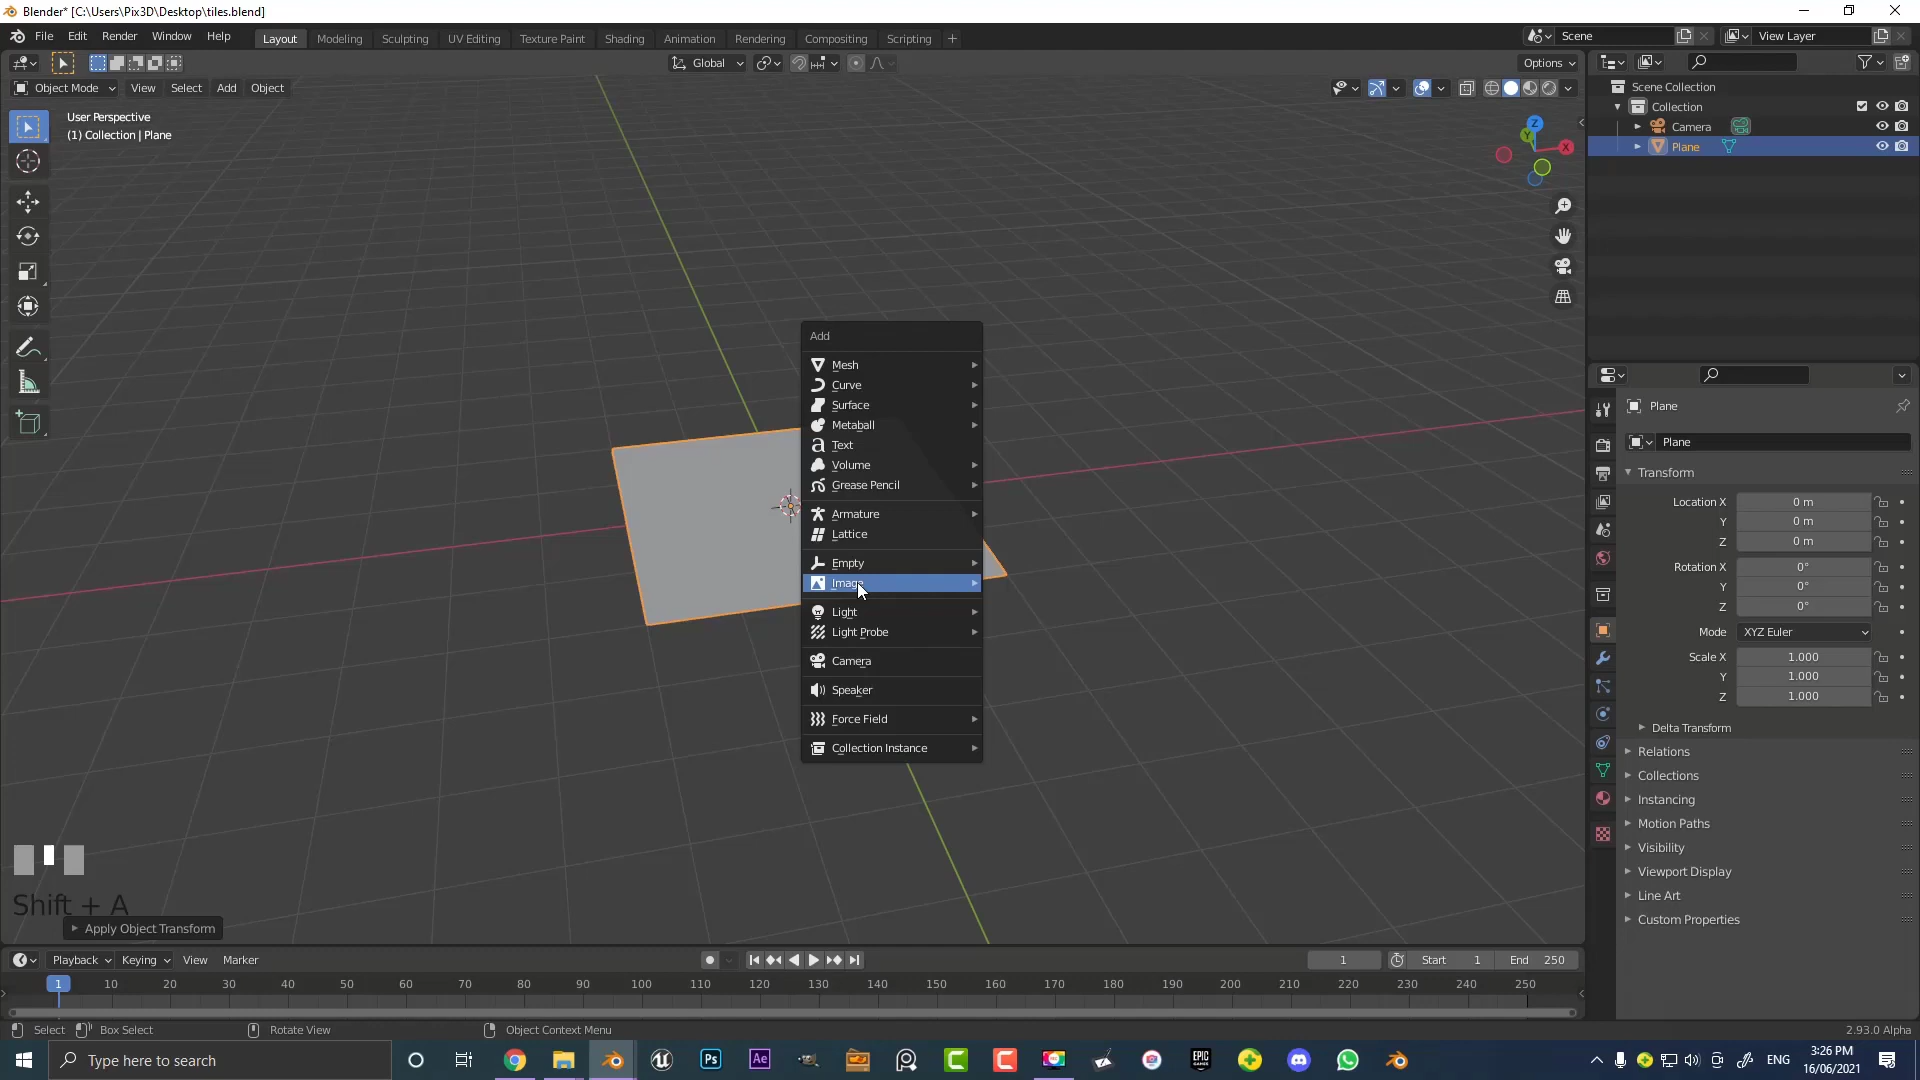 Blender* [C:\Users\Pix3D\Desktop\tiles.blend]
File Edit Render Window Help
Layout Modeling Sculpting UV Editing Texture Paint Shading Animation Rendering Compositing Scripting +
Scene
View Layer
Global
Options
Object Mode View Select Add Object
User Perspective
(1) Collection | Plane
Z
Y
X
Scene Collection
Collection
Camera
Plane
Add
Mesh
Curve
Surface
Metaball
Text
Volume
Grease Pencil
Armature
Lattice
Empty
Image
Light
Light Probe
Camera
Speaker
Force Field
Collection Instance
Plane
Plane
Transform
Location X 0 m
Y 0 m
Z 0 m
Rotation X 0°
Y 0°
Z 0°
Mode XYZ Euler
Scale X 1.000
Y 1.000
Z 1.000
Delta Transform
Relations
Collections
Instancing
Motion Paths
Visibility
Viewport Display
Line Art
Custom Properties
Shift + A
Apply Object Transform
Playback Keying View Marker
1 Start 1 End 250
1 10 20 30 40 50 60 70 80 90 100 110 120 130 140 150 160 170 180 190 200 210 220 230 240 250
Select Box Select Rotate View Object Context Menu
2.93.0 Alpha
Type here to search
Ps
Ae
EPIC GAMES
ENG
3:26 PM
16/06/2021